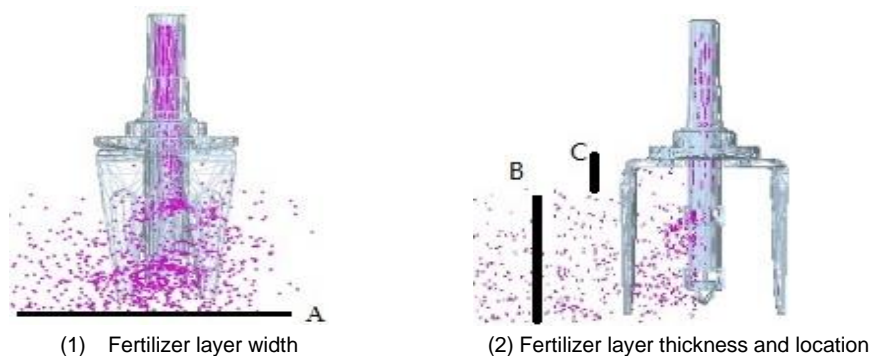 C
B
A
(1) Fertilizer layer width
(2) Fertilizer layer thickness and location